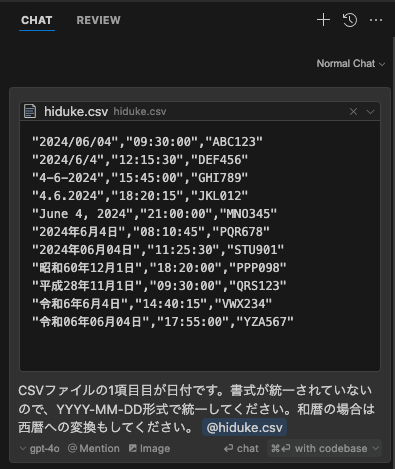 CHAT REVIEW
Normal Chat
hiduke.csv hiduke.csv
"2024/06/04","09:30:00","ABC123"
"2024/6/4","12:15:30","DEF456"
"4-6-2024","15:45:00","GHI789"
"4.6.2024","18:20:15","JKL012"
"June 4, 2024","21:00:00","MNO345"
"2024年6月4日","08:10:45","PQR678"
"2024年06月04日","11:25:30","STU901"
"昭和60年12月1日","18:20:00","PPP098"
"平成28年11月1日","09:30:00","QRS123"
"令和6年6月4日","14:40:15","VWX234"
"令和06年06月04日","17:55:00","YZA567"
CSVファイルの1項目目が日付です。書式が統一されていない
ので、YYYY-MM-DD形式で統一してください。和暦の場合は
西暦への変換もしてください。 @hiduke.csv
gpt-4o @Mention Image chat ⌘⏎ with codebase